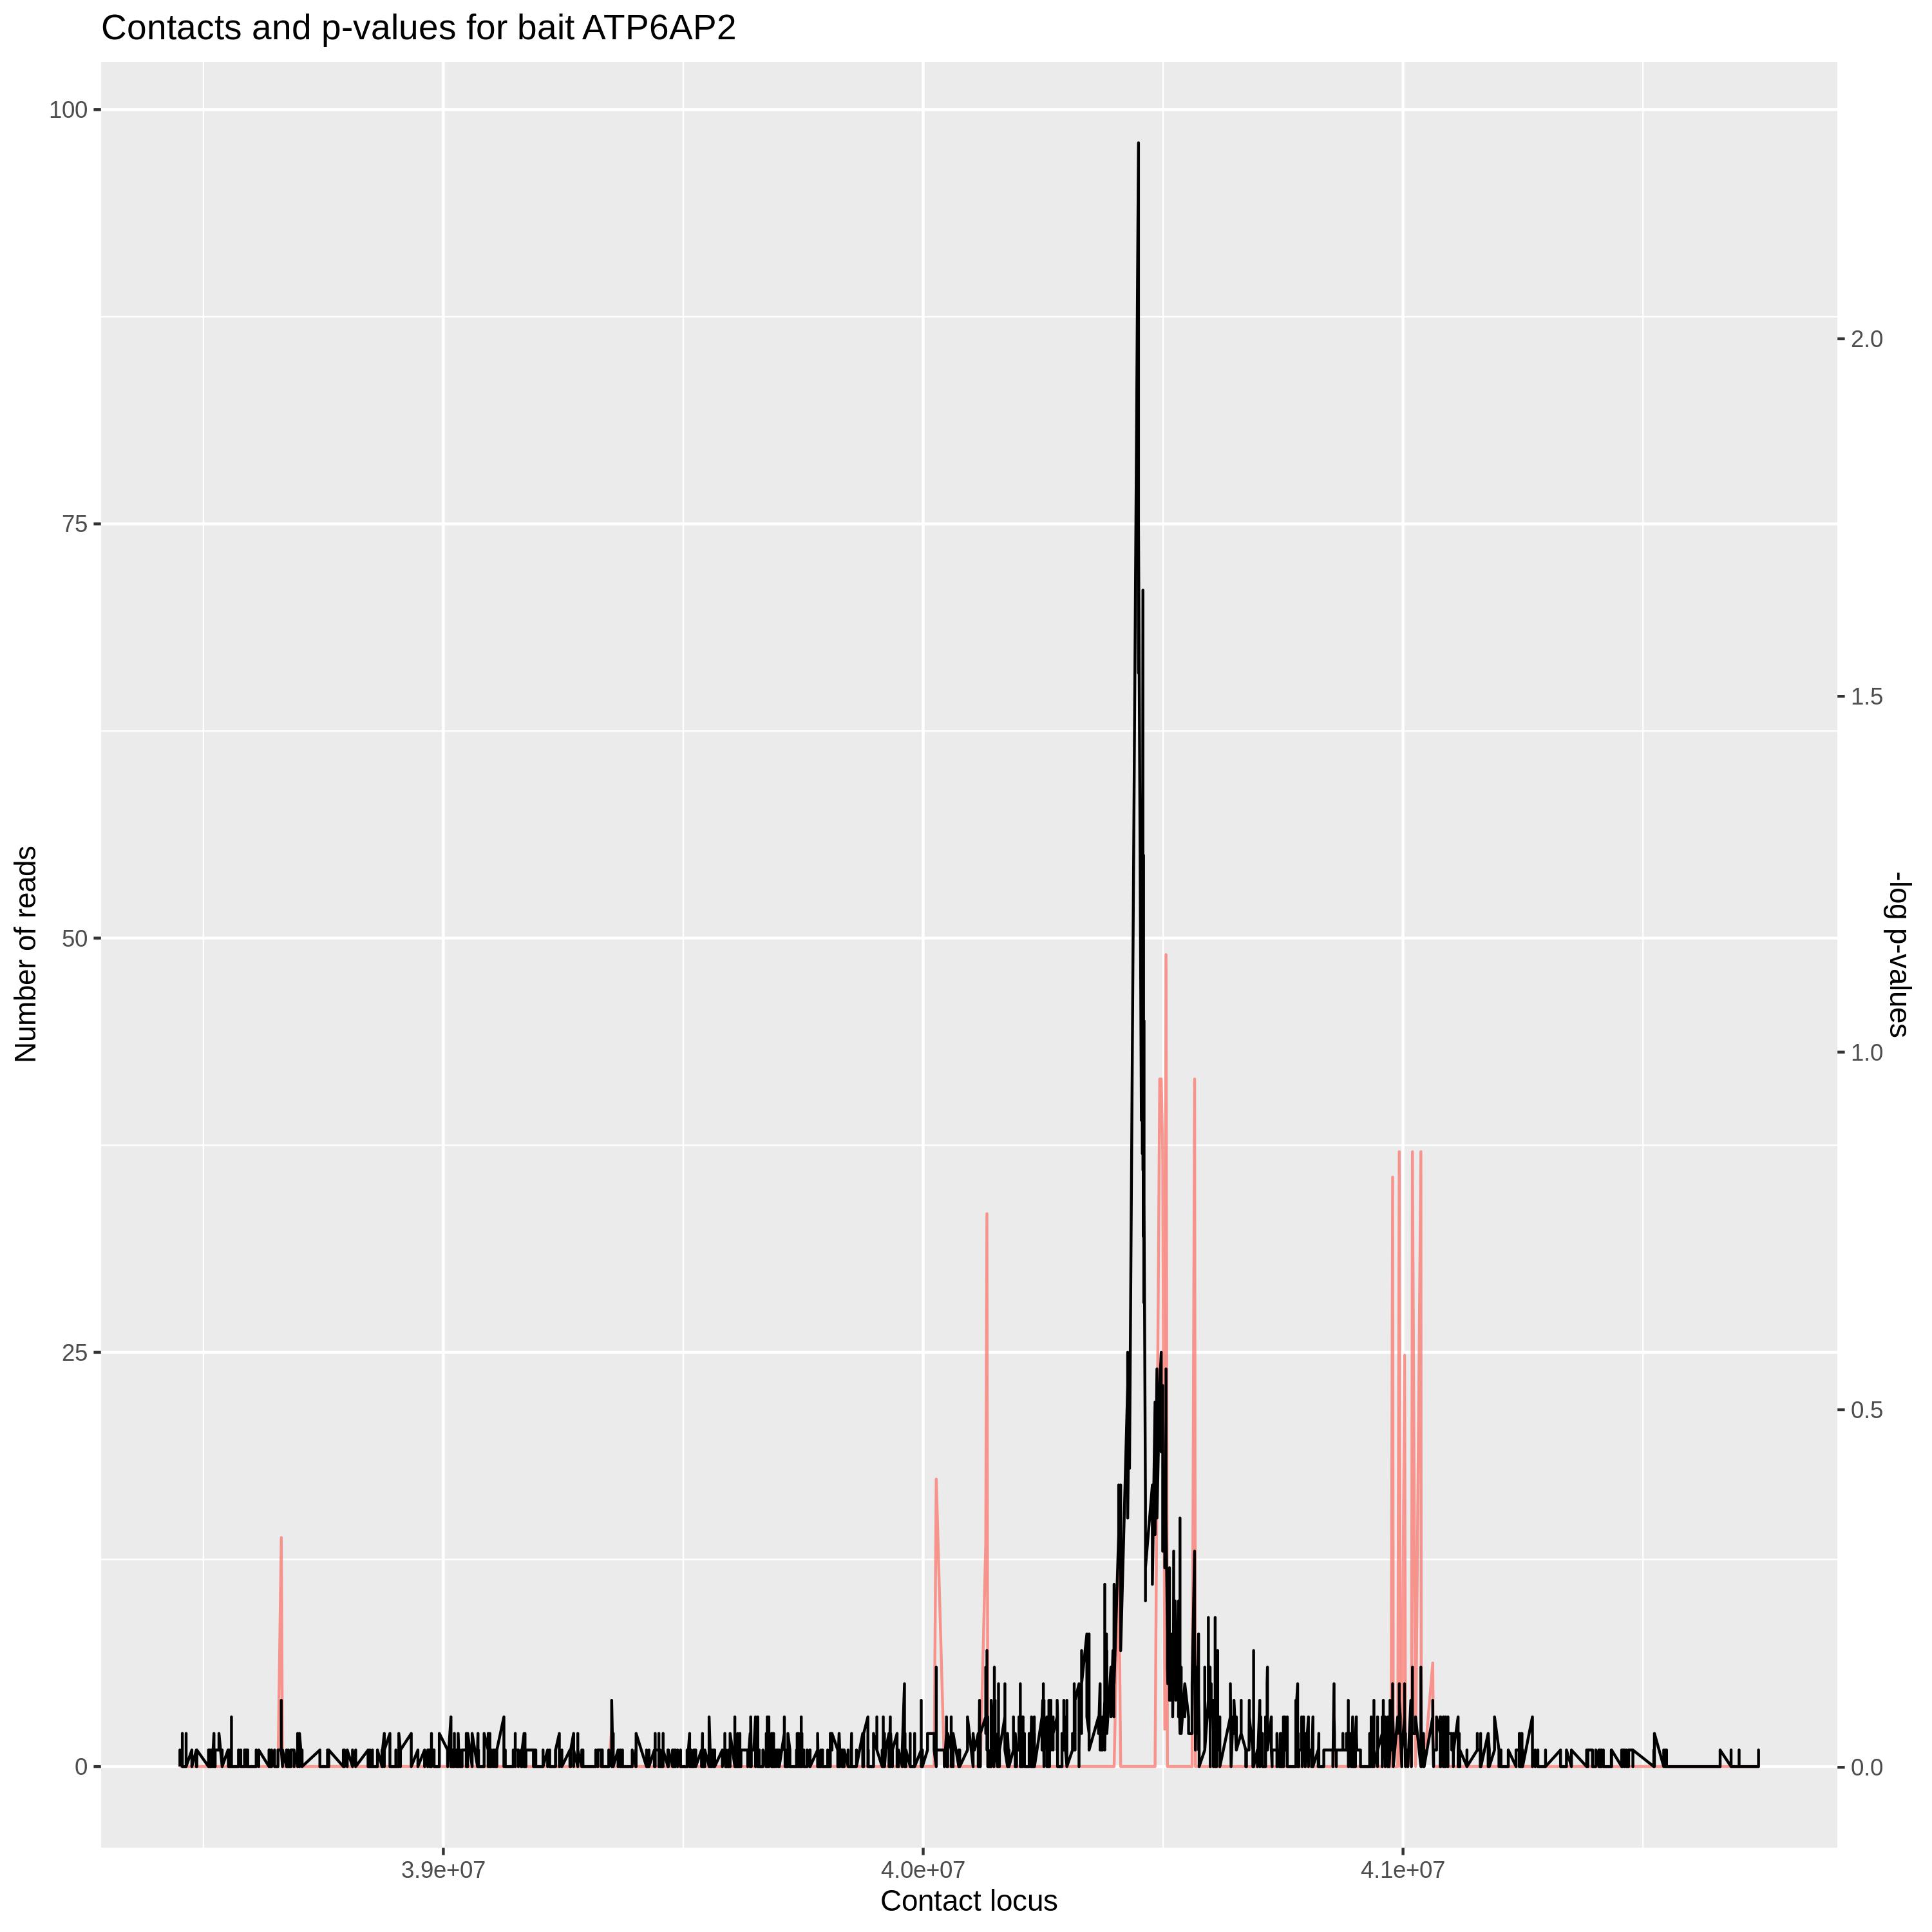 Contacts and p-values for bait ATP6AP2
100
75
50
25
0
Number of reads
2.0
1.5
1.0
0.5
0.0
-log p-values
3.9e+07
4.0e+07
4.1e+07
Contact locus